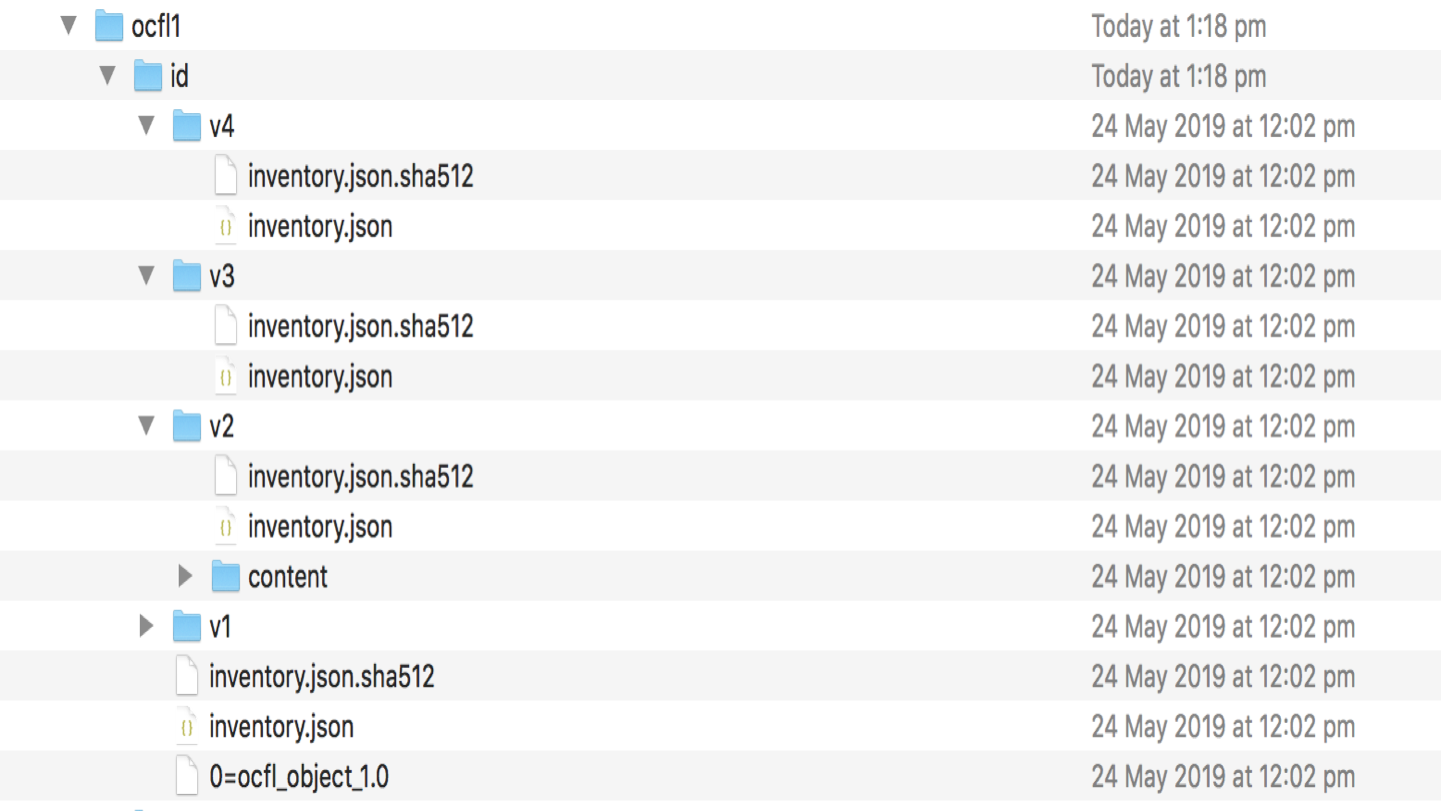 ocfl1 Today at 1:18 pm
id Today at 1:18 pm
v4 24 May 2019 at 12:02 pm
inventory.json.sha512 24 May 2019 at 12:02 pm
{} inventory.json 24 May 2019 at 12:02 pm
v3 24 May 2019 at 12:02 pm
inventory.json.sha512 24 May 2019 at 12:02 pm
{} inventory.json 24 May 2019 at 12:02 pm
v2 24 May 2019 at 12:02 pm
inventory.json.sha512 24 May 2019 at 12:02 pm
{} inventory.json 24 May 2019 at 12:02 pm
content 24 May 2019 at 12:02 pm
v1 24 May 2019 at 12:02 pm
inventory.json.sha512 24 May 2019 at 12:02 pm
{} inventory.json 24 May 2019 at 12:02 pm
0=ocfl_object_1.0 24 May 2019 at 12:02 pm